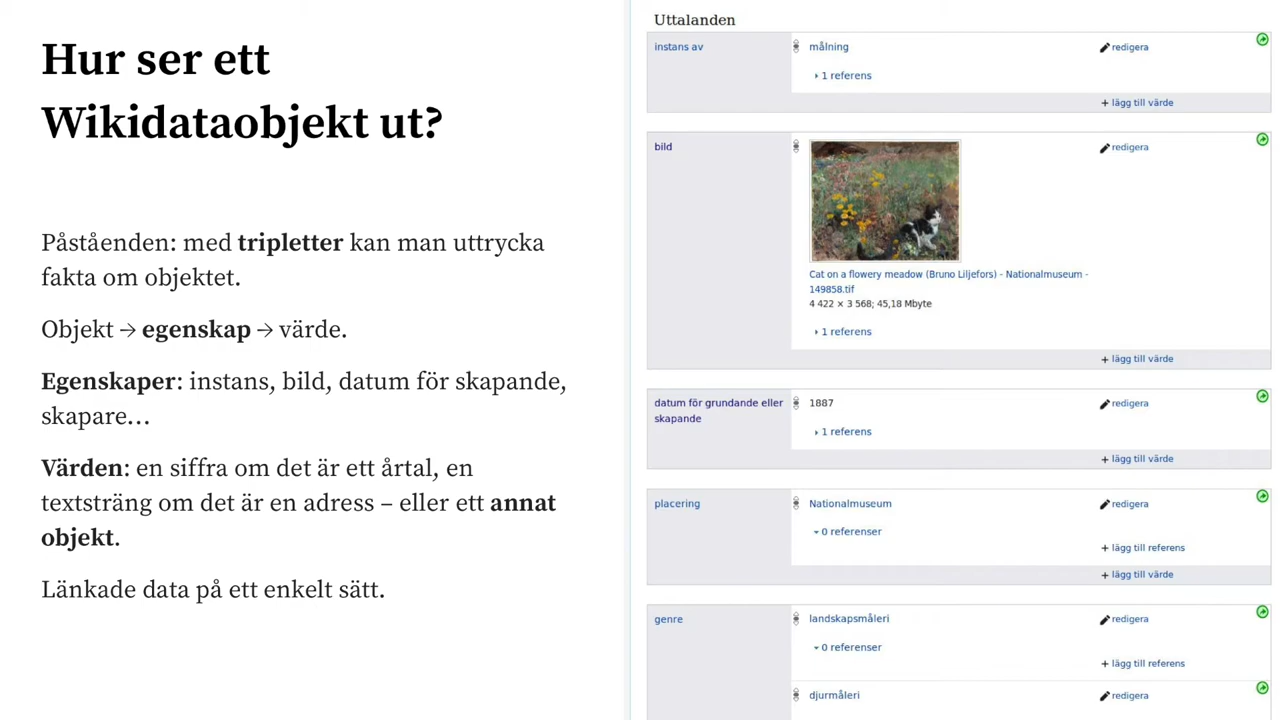 Hur ser ett
Wikidataobjekt ut?
Påståenden: med tripletter kan man uttrycka
fakta om objektet.
Objekt → egenskap → värde.
Egenskaper: instans, bild, datum för skapande,
skapare…
Värden: en siffra om det är ett årtal, en
textsträng om det är en adress – eller ett annat
objekt.
Länkade data på ett enkelt sätt.
Uttalanden
instans av
målning
redigera
1 referens
+ lägg till värde
bild
redigera
Cat on a flowery meadow (Bruno Liljefors) - Nationalmuseum -
149858.tif
4 422 × 3 568; 45,18 Mbyte
1 referens
+ lägg till värde
datum för grundande eller
skapande
1887
redigera
1 referens
+ lägg till värde
placering
Nationalmuseum
redigera
0 referenser
+ lägg till referens
+ lägg till värde
genre
landskapsmåleri
redigera
0 referenser
+ lägg till referens
djurmåleri
redigera